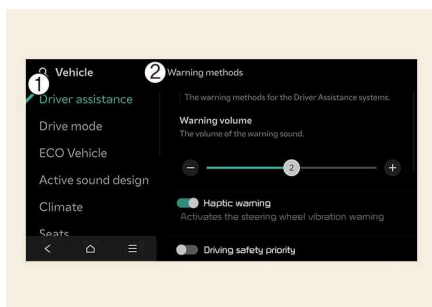 Vehicle
1
2 Warning methods
Driver assistance
Drive mode
ECO Vehicle
Active sound design
Climate
Seats
The warning methods for the Driver Assistance systems.
Warning volume
The volume of the warning sound.
2
Haptic warning
Activates the steering wheel vibration warning
Driving safety priority